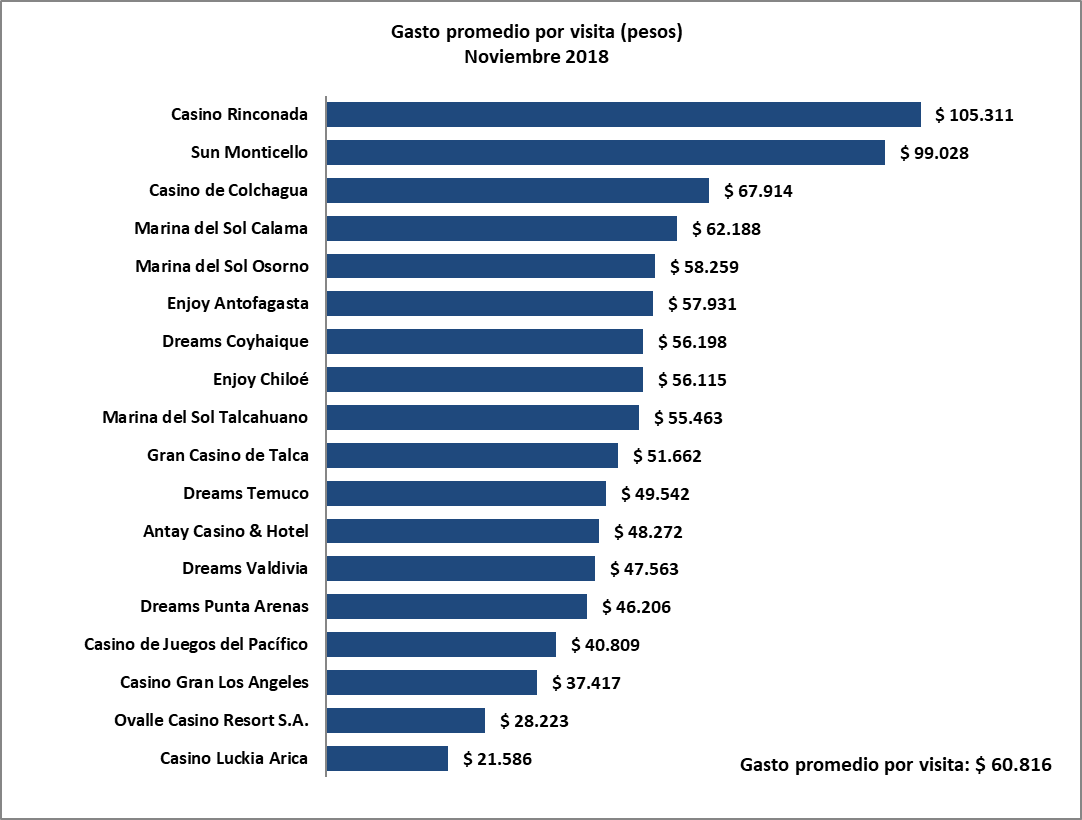 Gasto promedio por visita (pesos)
Noviembre 2018
Casino Rinconada $ 105.311
Sun Monticello $ 99.028
Casino de Colchagua $ 67.914
Marina del Sol Calama $ 62.188
Marina del Sol Osorno $ 58.259
Enjoy Antofagasta $ 57.931
Dreams Coyhaique $ 56.198
Enjoy Chiloé $ 56.115
Marina del Sol Talcahuano $ 55.463
Gran Casino de Talca $ 51.662
Dreams Temuco $ 49.542
Antay Casino & Hotel $ 48.272
Dreams Valdivia $ 47.563
Dreams Punta Arenas $ 46.206
Casino de Juegos del Pacífico $ 40.809
Casino Gran Los Angeles $ 37.417
Ovalle Casino Resort S.A. $ 28.223
Casino Luckia Arica $ 21.586
Gasto promedio por visita: $ 60.816